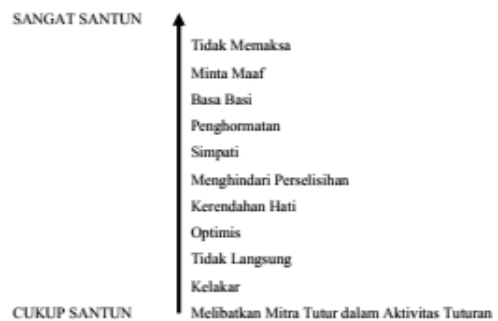 SANGAT SANTUN
Tidak Memaksa
Minta Maaf
Basa Basi
Penghormatan
Simpati
Menghindari Perselisihan
Kerendahan Hati
Optimis
Tidak Langsung
Kelakar
CUKUP SANTUN Melibatkan Mitra Tutur dalam Aktivitas Tuturan